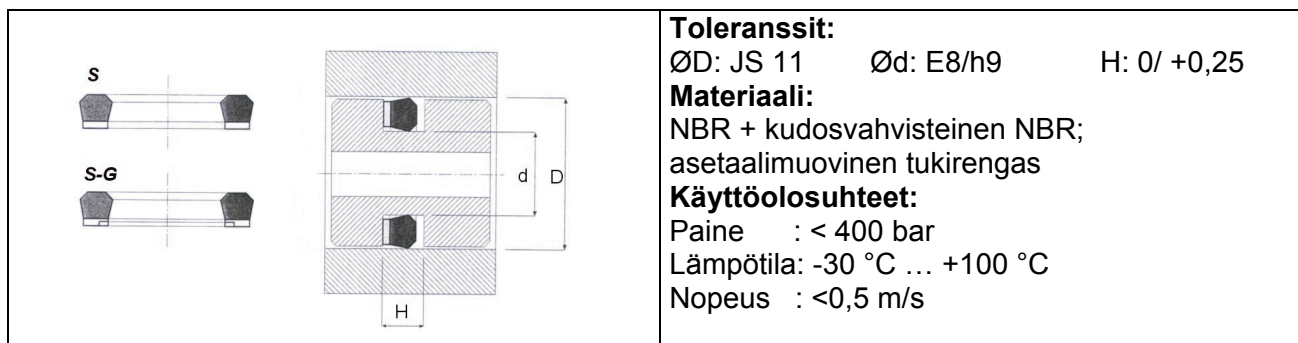 S
S-G
d
D
H
Toleranssit:
ØD: JS 11 Ød: E8/h9 H: 0/ +0,25
Materiaali:
NBR + kudosvahvisteinen NBR;
asetaalimuovinen tukirengas
Käyttöolosuhteet:
Paine : < 400 bar
Lämpötila: -30 °C … +100 °C
Nopeus : <0,5 m/s